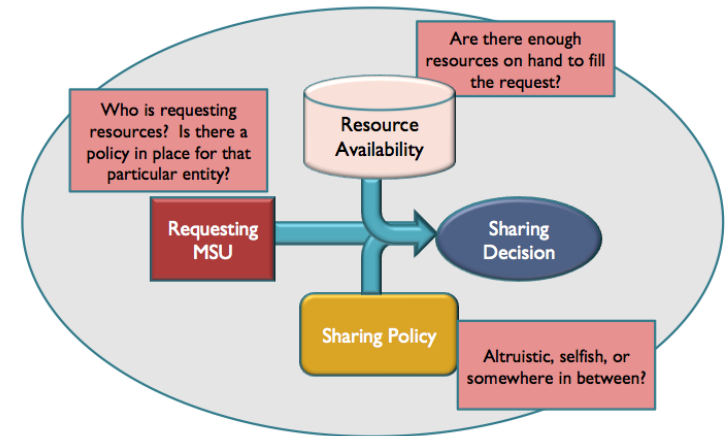 Are there enough
resources on hand to fill
the request?
Who is requesting
resources?  Is there a
policy in place for that
particular entity?
Resource
Availability
Requesting
MSU
Sharing
Decision
Sharing Policy
Altruistic, selfish, or
somewhere in between?